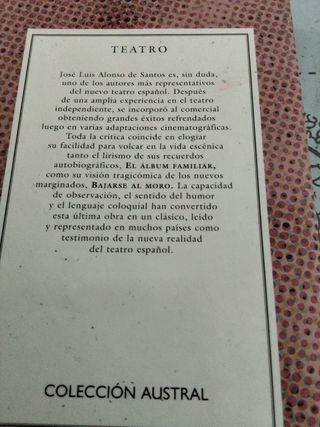 TEATRO
José Luis Alonso de Santos es, sin duda,
uno de los autores más representativos
del nuevo teatro español. Después
de una amplia experiencia en el teatro
independiente, se incorporó al comercial
obteniendo grandes éxitos refrendados
luego en varias adaptaciones cinematográficas.
Toda la crítica coincide en elogiar
su facilidad para volcar en la vida escénica
tanto el lirismo de sus recuerdos
autobiográficos, EL ÁLBUM FAMILIAR,
como su visión tragicómica de los nuevos
marginados, BAJARSE AL MORO. La capacidad
de observación, el sentido del humor
y el lenguaje coloquial han convertido
esta última obra en un clásico, leído
y representado en muchos países como
testimonio de la nueva realidad
del teatro español.
COLECCIÓN AUSTRAL